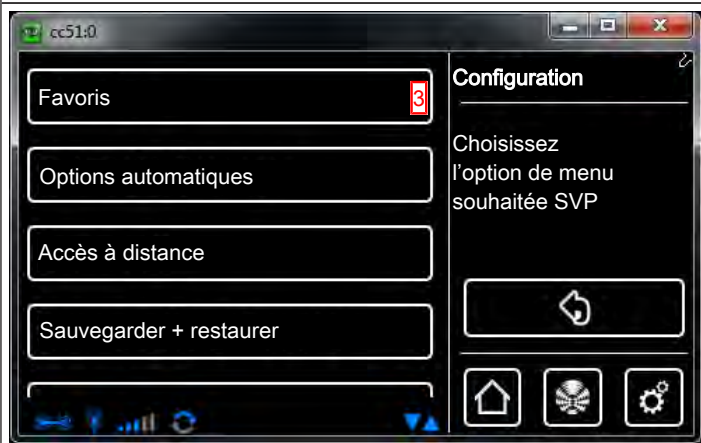 cc51:0
Favoris 3
Options automatiques
Accès à distance
Sauvegarder + restaurer
Configuration
Choisissez
l'option de menu
souhaitée SVP